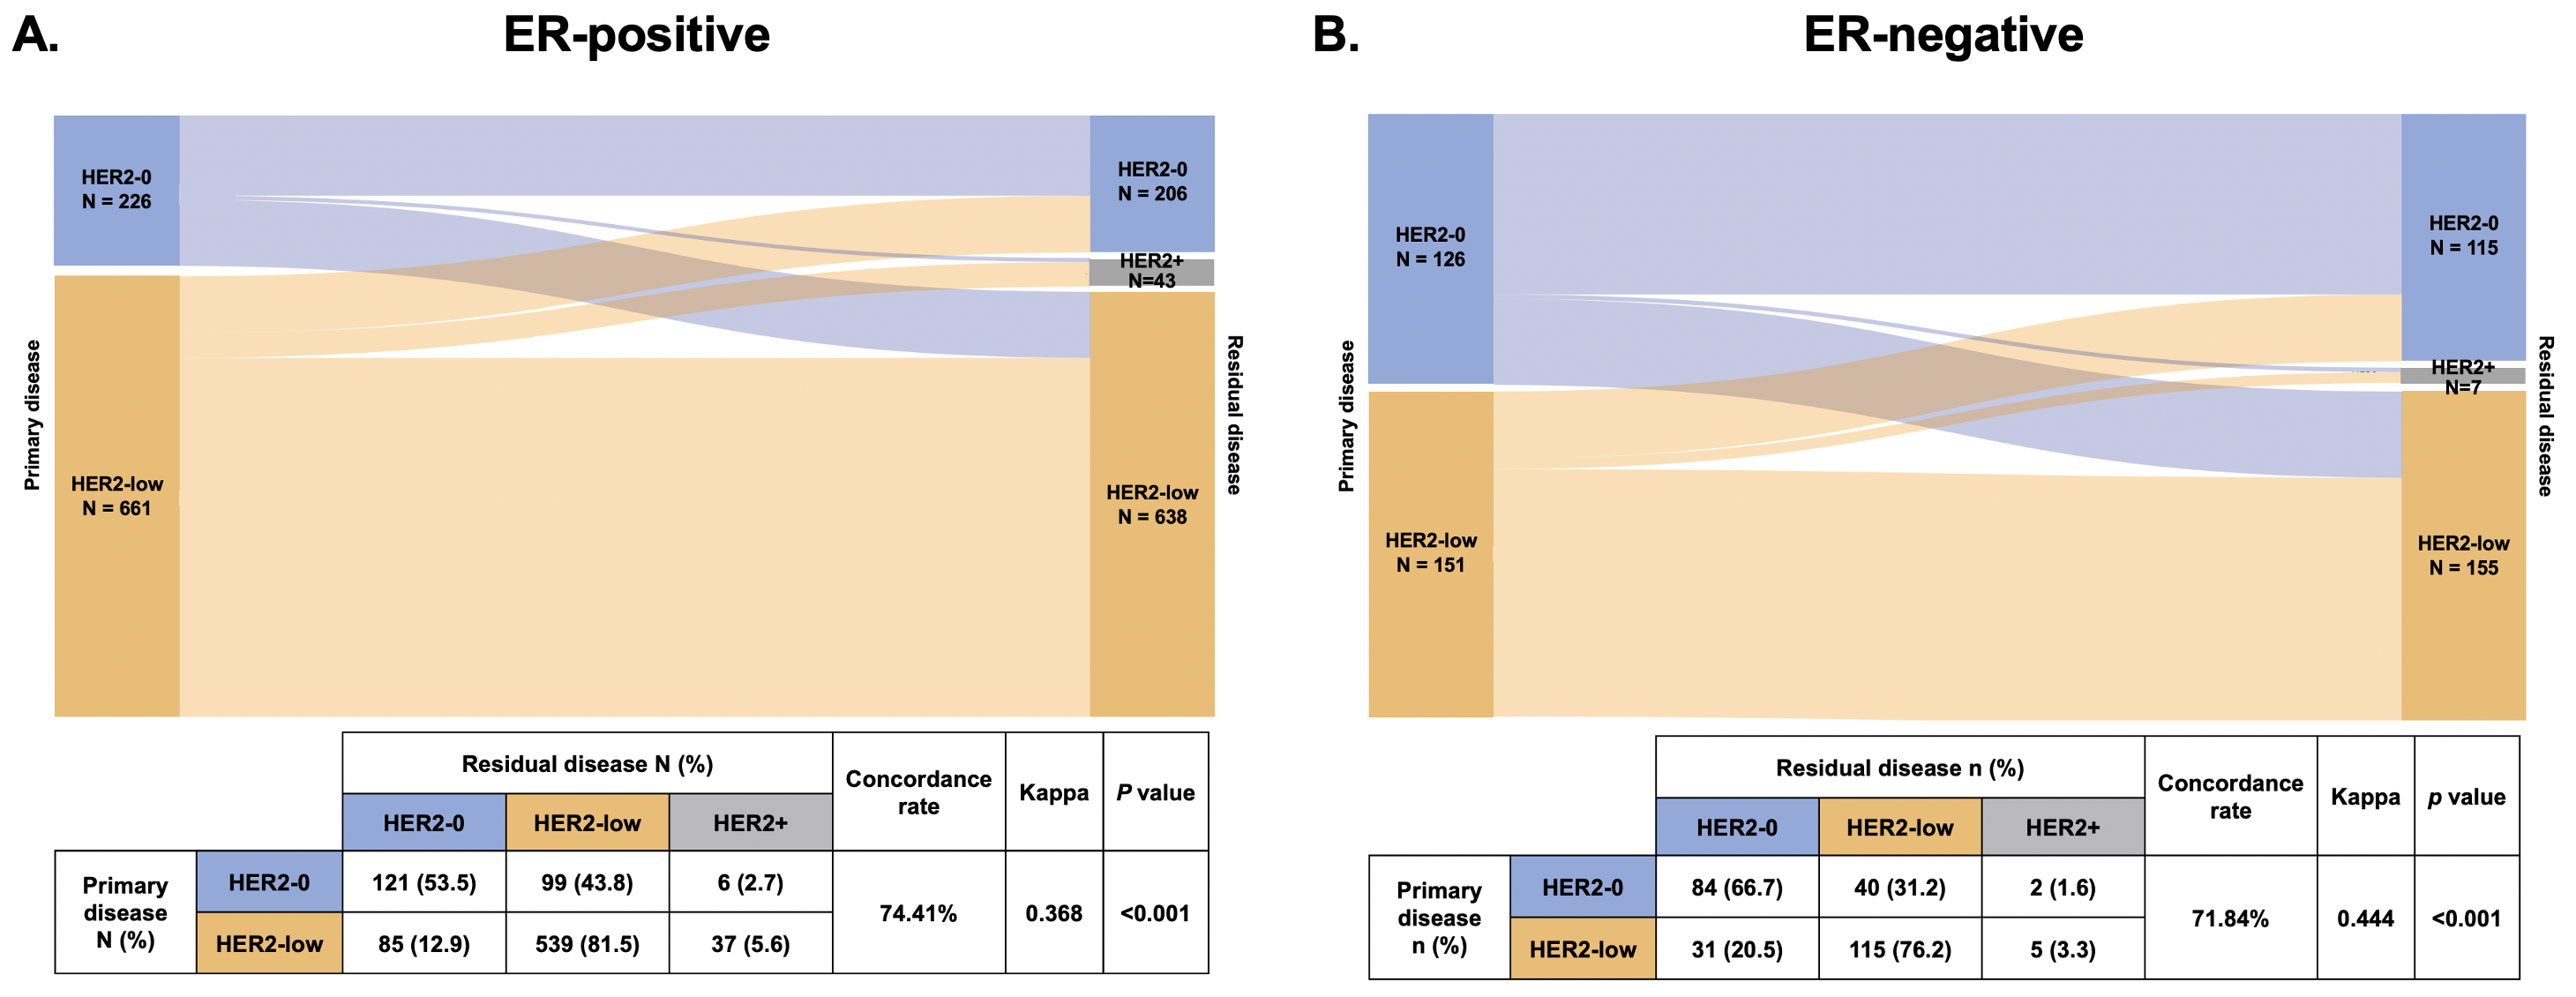 A.
ER-positive
HER2-0
N = 226
HER2-low
N = 661
Primary disease
HER2-0
N = 206
HER2+
N=43
HER2-low
N = 638
Residual disease
Residual disease N (%)
Concordance
rate
Kappa
P value
HER2-0
HER2-low
HER2+
Primary
disease
N (%)
HER2-0
121 (53.5)
99 (43.8)
6 (2.7)
74.41%
0.368
<0.001
HER2-low
85 (12.9)
539 (81.5)
37 (5.6)
B.
ER-negative
HER2-0
N = 126
HER2-low
N = 151
Primary disease
HER2-0
N = 115
HER2+
N=7
HER2-low
N = 155
Residual disease
Residual disease n (%)
Concordance
rate
Kappa
p value
HER2-0
HER2-low
HER2+
Primary
disease
n (%)
HER2-0
84 (66.7)
40 (31.2)
2 (1.6)
71.84%
0.444
<0.001
HER2-low
31 (20.5)
115 (76.2)
5 (3.3)